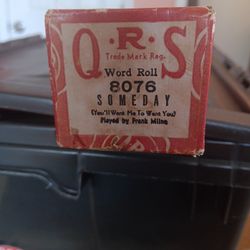 Q·R·S
Trade Mark Reg.
Word Roll
8076
SOMEDAY
(You'll Want Me To Want You)
Played by Frank Milne